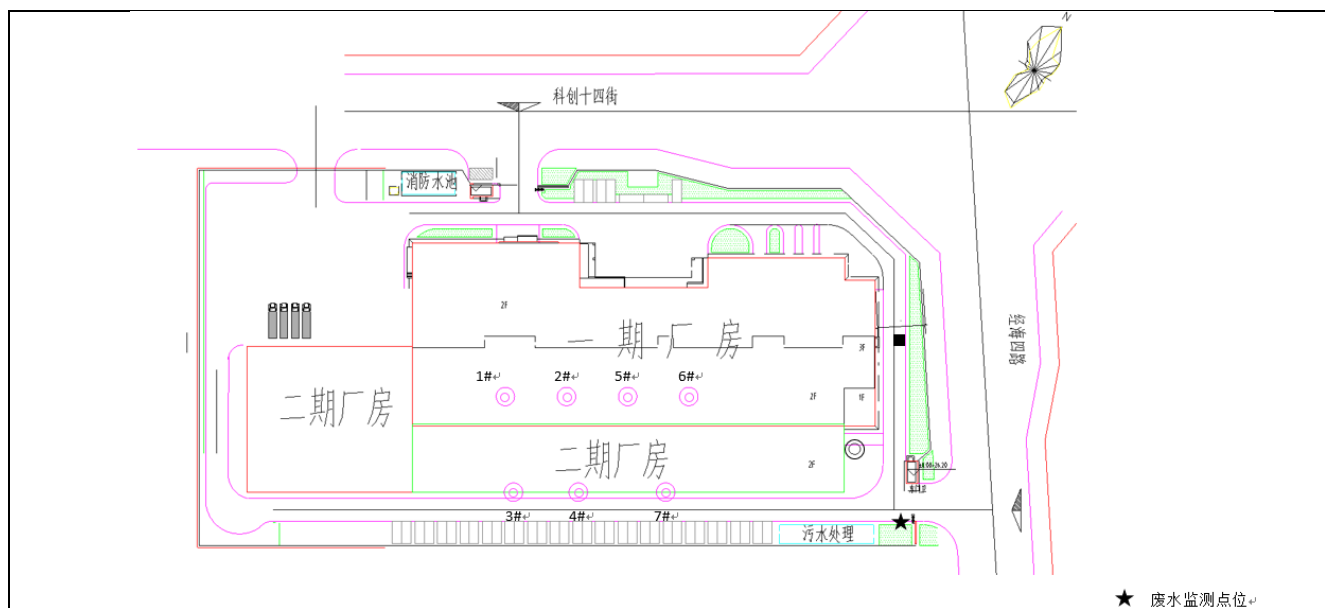 N
科创十四街
消防水池
2F
经海四路
一期厂房
3F
1# 2# 5# 6#
2F
1F
二期厂房
二期厂房
2F
3# 4# 7#
污水处理
★ 废水监测点位